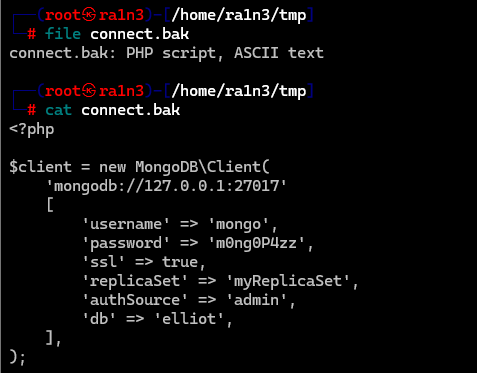 ┌──(root㉿ra1n3)-[/home/ra1n3/tmp]
└─# file connect.bak
connect.bak: PHP script, ASCII text
┌──(root㉿ra1n3)-[/home/ra1n3/tmp]
└─# cat connect.bak
<?php
$client = new MongoDB\Client(
    'mongodb://127.0.0.1:27017'
    [
        'username' => 'mongo',
        'password' => 'm0ng0P4zz',
        'ssl' => true,
        'replicaSet' => 'myReplicaSet',
        'authSource' => 'admin',
        'db' => 'elliot',
    ],
);